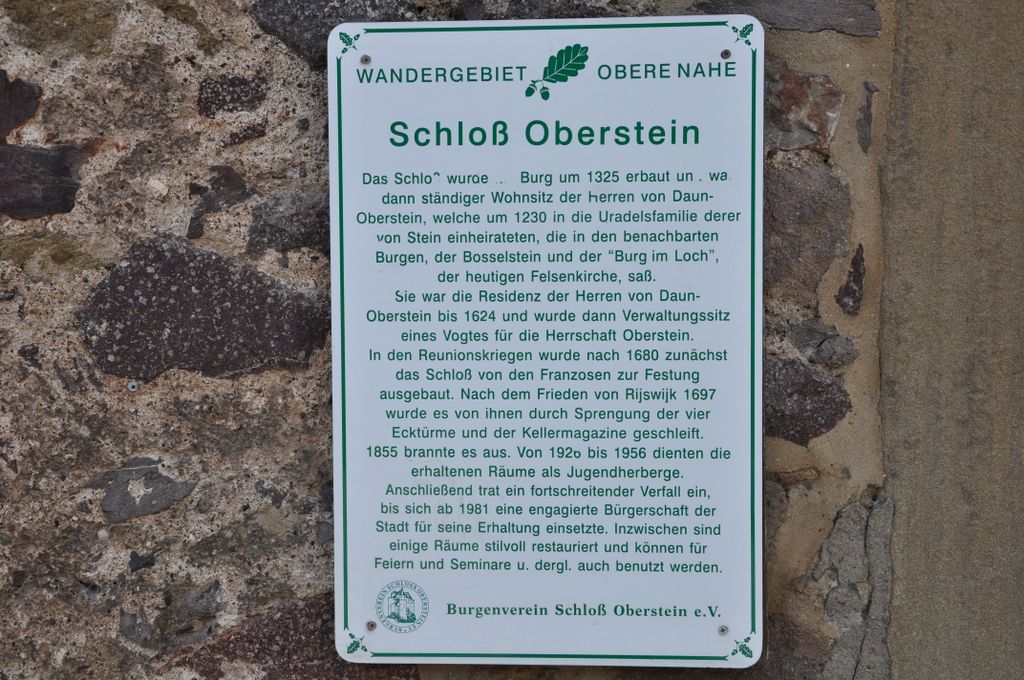 WANDERGEBIET OBERE NAHE
Schloß Oberstein
Das Schloß wurde Burg um 1325 erbaut
dann ständiger Wohnsitz der Herren von Daun-
Oberstein, welche um 1230 in die Uradelsfamilie derer
von Stein einheirateten, die in den benachbarten
Burgen, der Bosselstein und der "Burg im Loch",
der heutigen Felsenkirche, saß.
Sie war die Residenz der Herren von Daun-
Oberstein bis 1624 und wurde dann Verwaltungssitz
eines Vogtes für die Herrschaft Oberstein.
In den Reunionskriegen wurde nach 1680 zunächst
das Schloß von den Franzosen zur Festung
ausgebaut. Nach dem Frieden von Rijswijk 1697
wurde es von ihnen durch Sprengung der vier
Ecktürme und der Kellermagazine geschleift.
1855 brannte es aus. Von 1926 bis 1956 dienten die
erhaltenen Räume als Jugendherberge.
Anschließend trat ein fortschreitender Verfall ein,
bis sich ab 1981 eine engagierte Bürgerschaft der
Stadt für seine Erhaltung einsetzte. Inzwischen sind
einige Räume stilvoll restauriert und können für
Feiern und Seminare u. dergl. auch benutzt werden.
BURGENVEREIN SCHLOSS OBERSTEIN E.V.
Burgenverein Schloß Oberstein e.V.